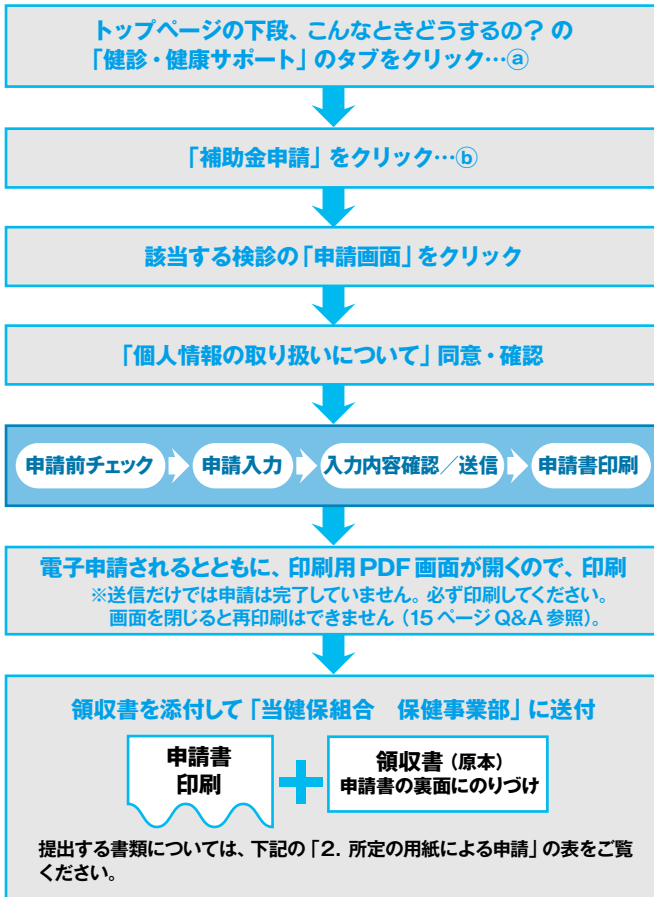 トップページの下段、こんなときどうするの？ の
「健診・健康サポート」のタブをクリック…ⓐ
「補助金申請」をクリック…ⓑ
該当する検診の「申請画面」をクリック
「個人情報の取り扱いについて」同意・確認
申請前チェック 申請入力 入力内容確認／送信 申請書印刷
電子申請されるとともに、印刷用PDF画面が開くので、印刷
※送信だけでは申請は完了していません。必ず印刷してください。
画面を閉じると再印刷はできません（15ページQ&A参照）。
領収書を添付して「当健保組合　保健事業部」に送付
申請書
印刷
領収書（原本）
申請書の裏面にのりづけ
提出する書類については、下記の「2. 所定の用紙による申請」の表をご覧
ください。